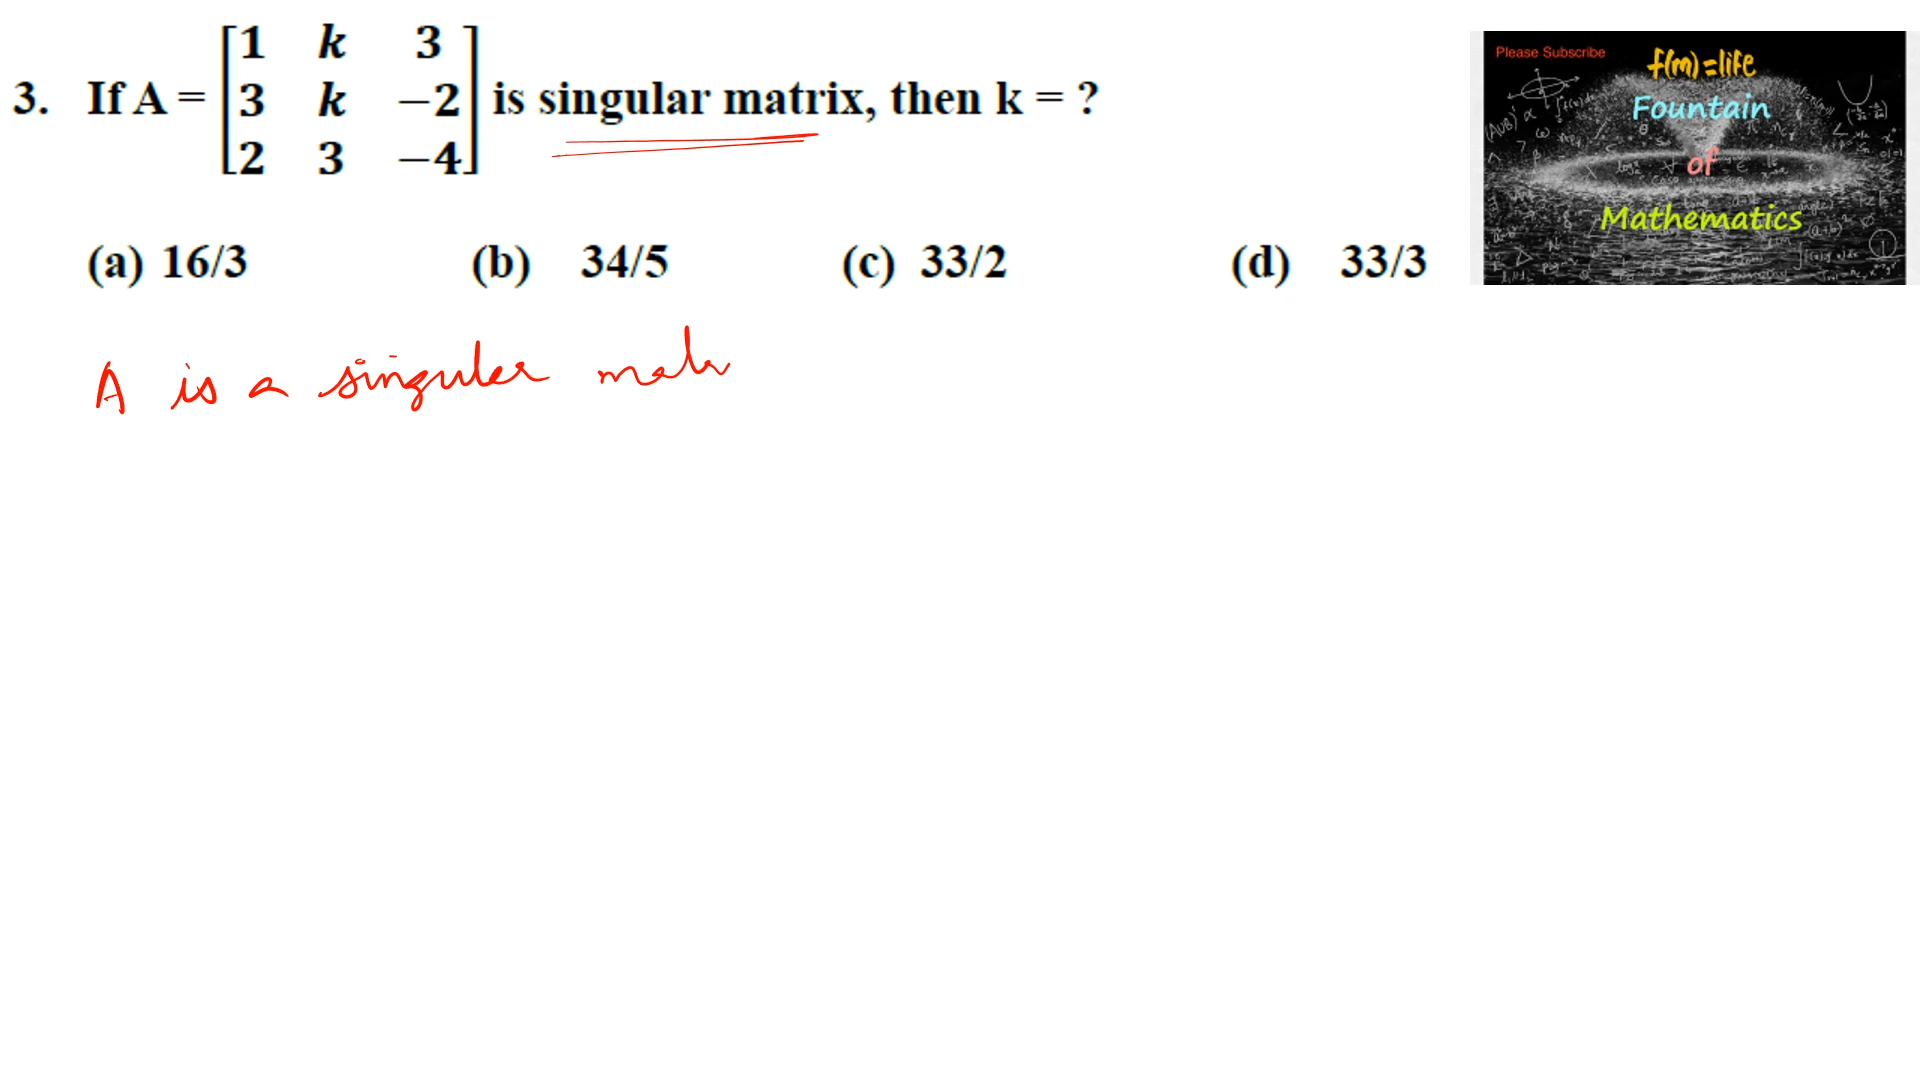 3. If A = [1 k 3
3 k −2
2 3 −4] is singular matrix, then k = ?
(a) 16/3 (b) 34/5 (c) 33/2 (d) 33/3
A is a singular
Please Subscribe
f(m)=life
Fountain
of
Mathematics